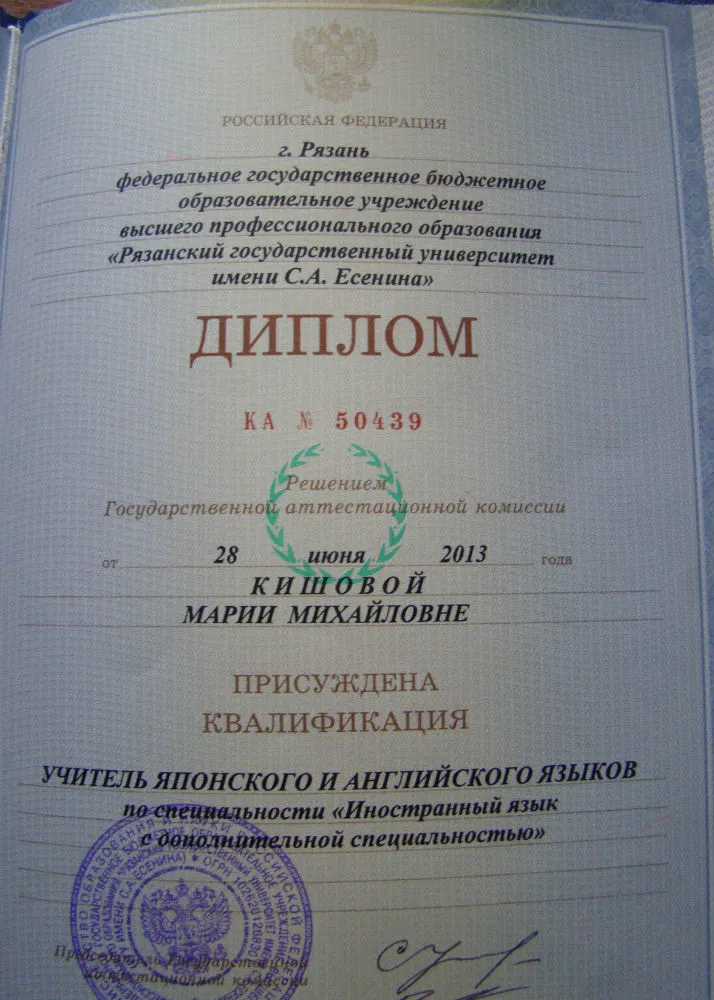 РОССИЙСКАЯ ФЕДЕРАЦИЯ
г. Рязань
федеральное государственное бюджетное
образовательное учреждение
высшего профессионального образования
«Рязанский государственный университет
имени С.А. Есенина»
ДИПЛОМ
КА № 50439
Решением
Государственной аттестационной комиссии
от 28 июня 2013 года
КИШОВОЙ
МАРИИ МИХАЙЛОВНЕ
ПРИСУЖДЕНА
КВАЛИФИКАЦИЯ
УЧИТЕЛЬ ЯПОНСКОГО И АНГЛИЙСКОГО ЯЗЫКОВ
по специальности «Иностранный язык
с дополнительной специальностью»
Председатель Государственной
аттестационной комиссии